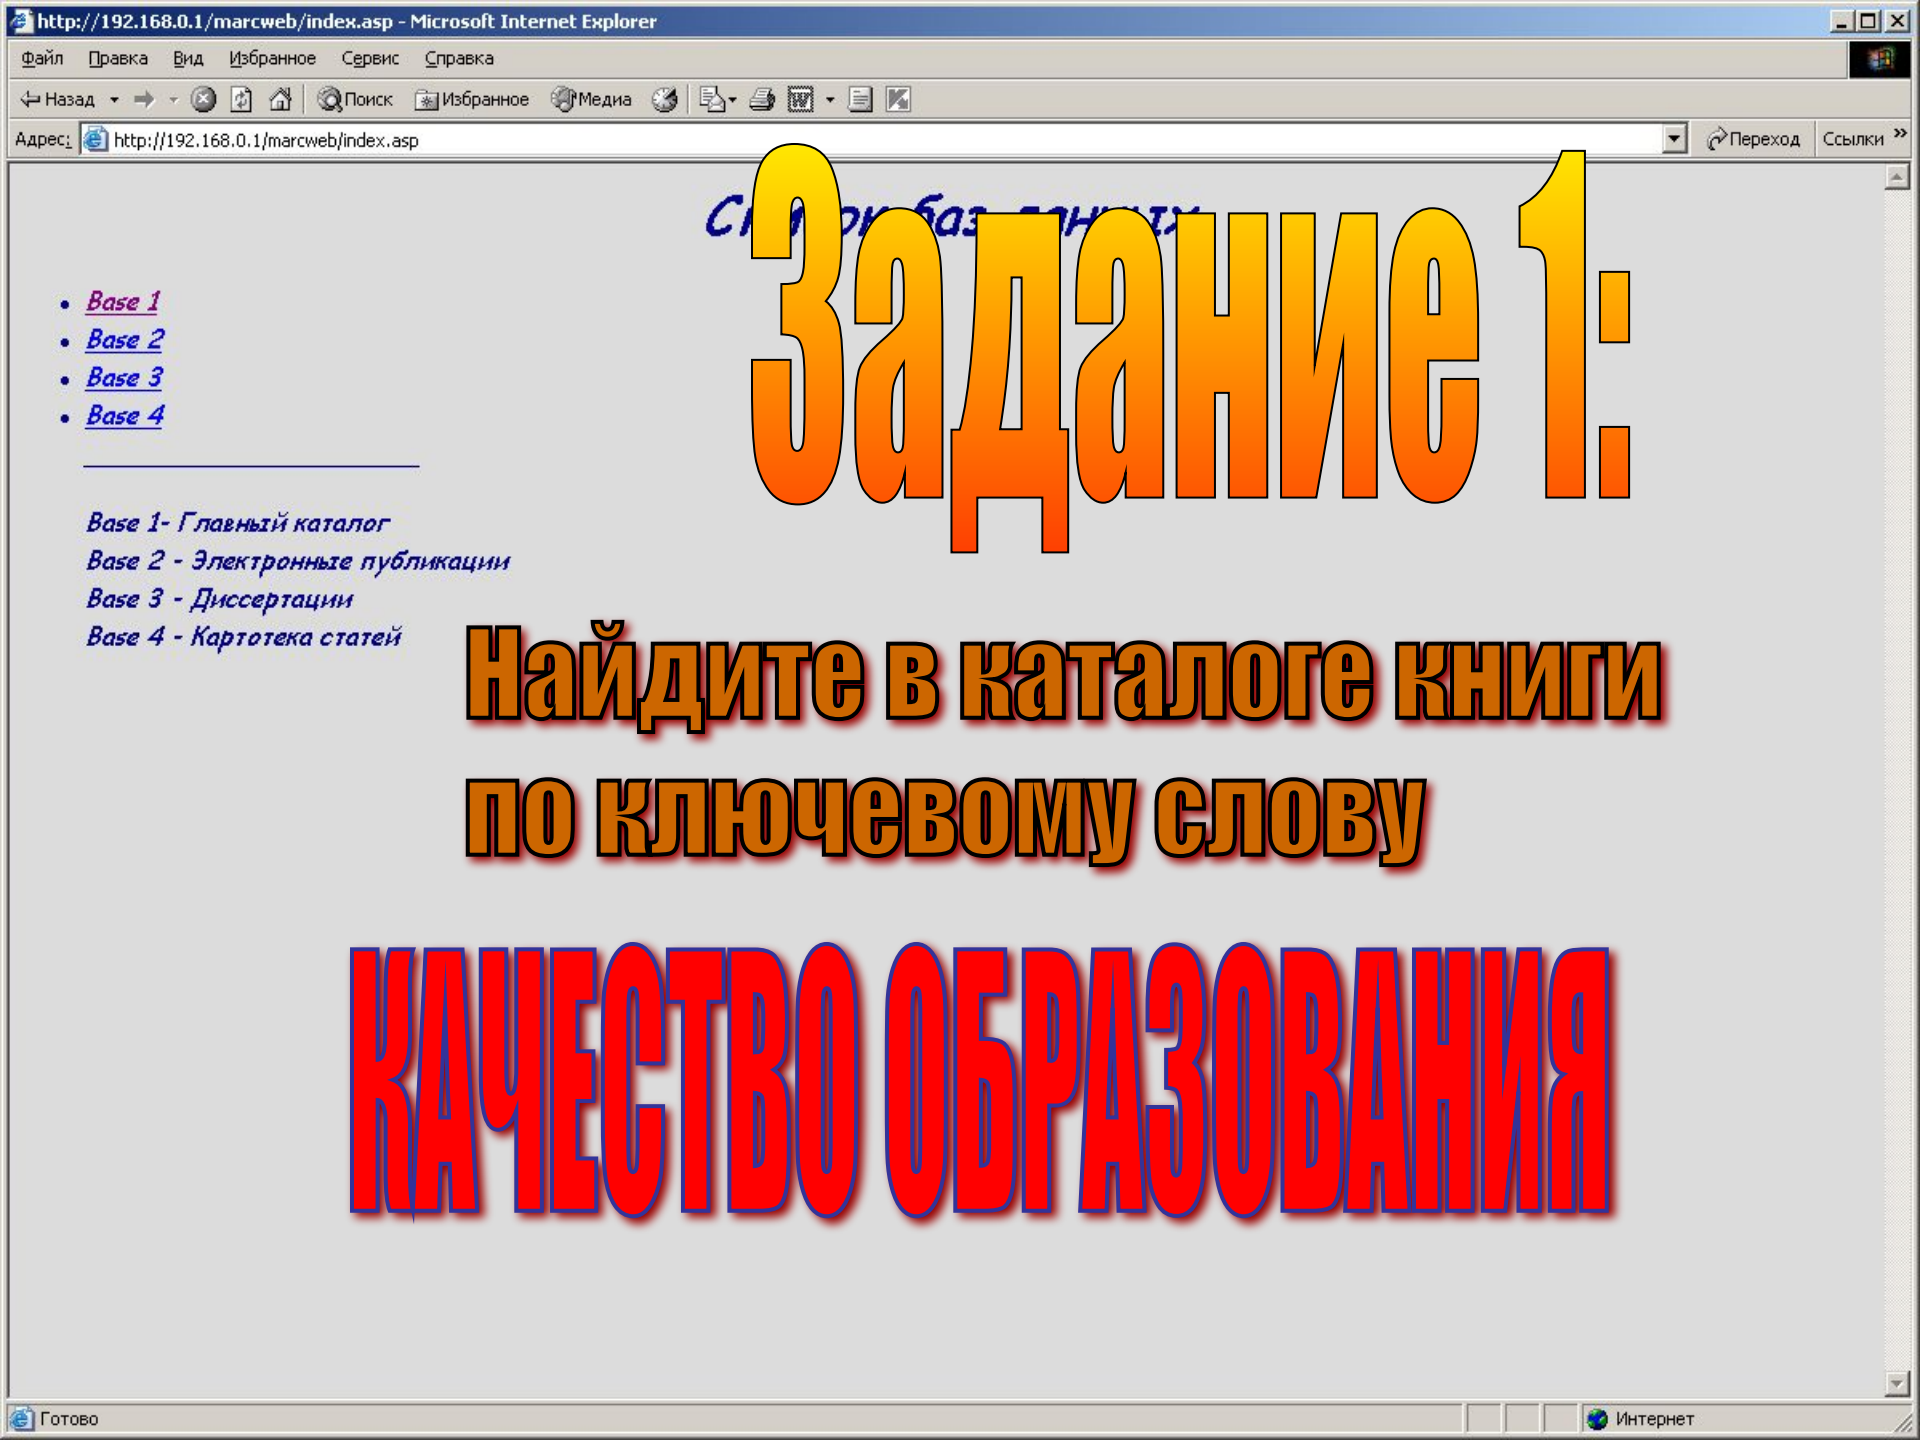 http://192.168.0.1/marcweb/index.asp - Microsoft Internet Explorer
Файл Правка Вид Избранное Сервис Справка
Назад Поиск Избранное Медиа
Адрес: http://192.168.0.1/marcweb/index.asp Переход Ссылки »
Список баз данных
Задание 1:
• Base 1
• Base 2
• Base 3
• Base 4
Base 1- Главный каталог
Base 2 - Электронные публикации
Base 3 - Диссертации
Base 4 - Картотека статей
Найдите в каталоге книги
по ключевому слову
КАЧЕСТВО ОБРАЗОВАНИЯ
Готово Интернет